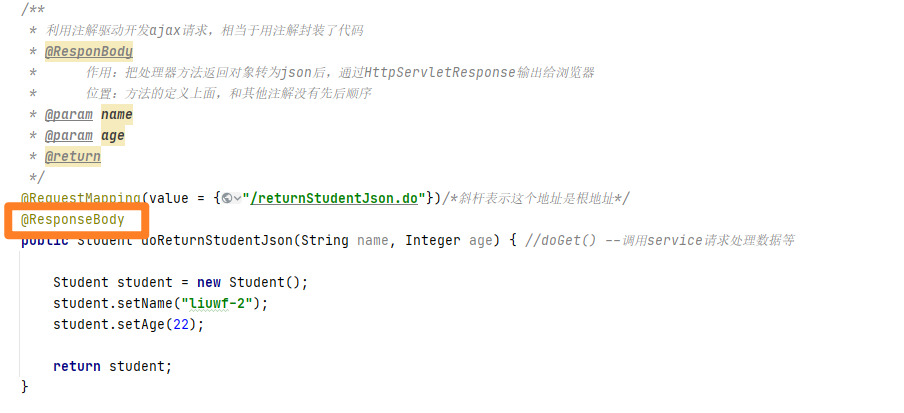 /**
 * 利用注解驱动开发ajax请求，相当于用注解封装了代码
 * @ResponBody
 *      作用：把处理器方法返回对象转为json后，通过HttpServletResponse输出给浏览器
 *      位置：方法的定义上面，和其他注解没有先后顺序
 * @param name
 * @param age
 * @return
 */
@RequestMapping(value = {"/returnStudentJson.do"})/*斜杆表示这个地址是根地址*/
@ResponseBody
public Student doReturnStudentJson(String name, Integer age) { //doGet() --调用service请求处理数据等
    Student student = new Student();
    student.setName("liuwf-2");
    student.setAge(22);
    return student;
}